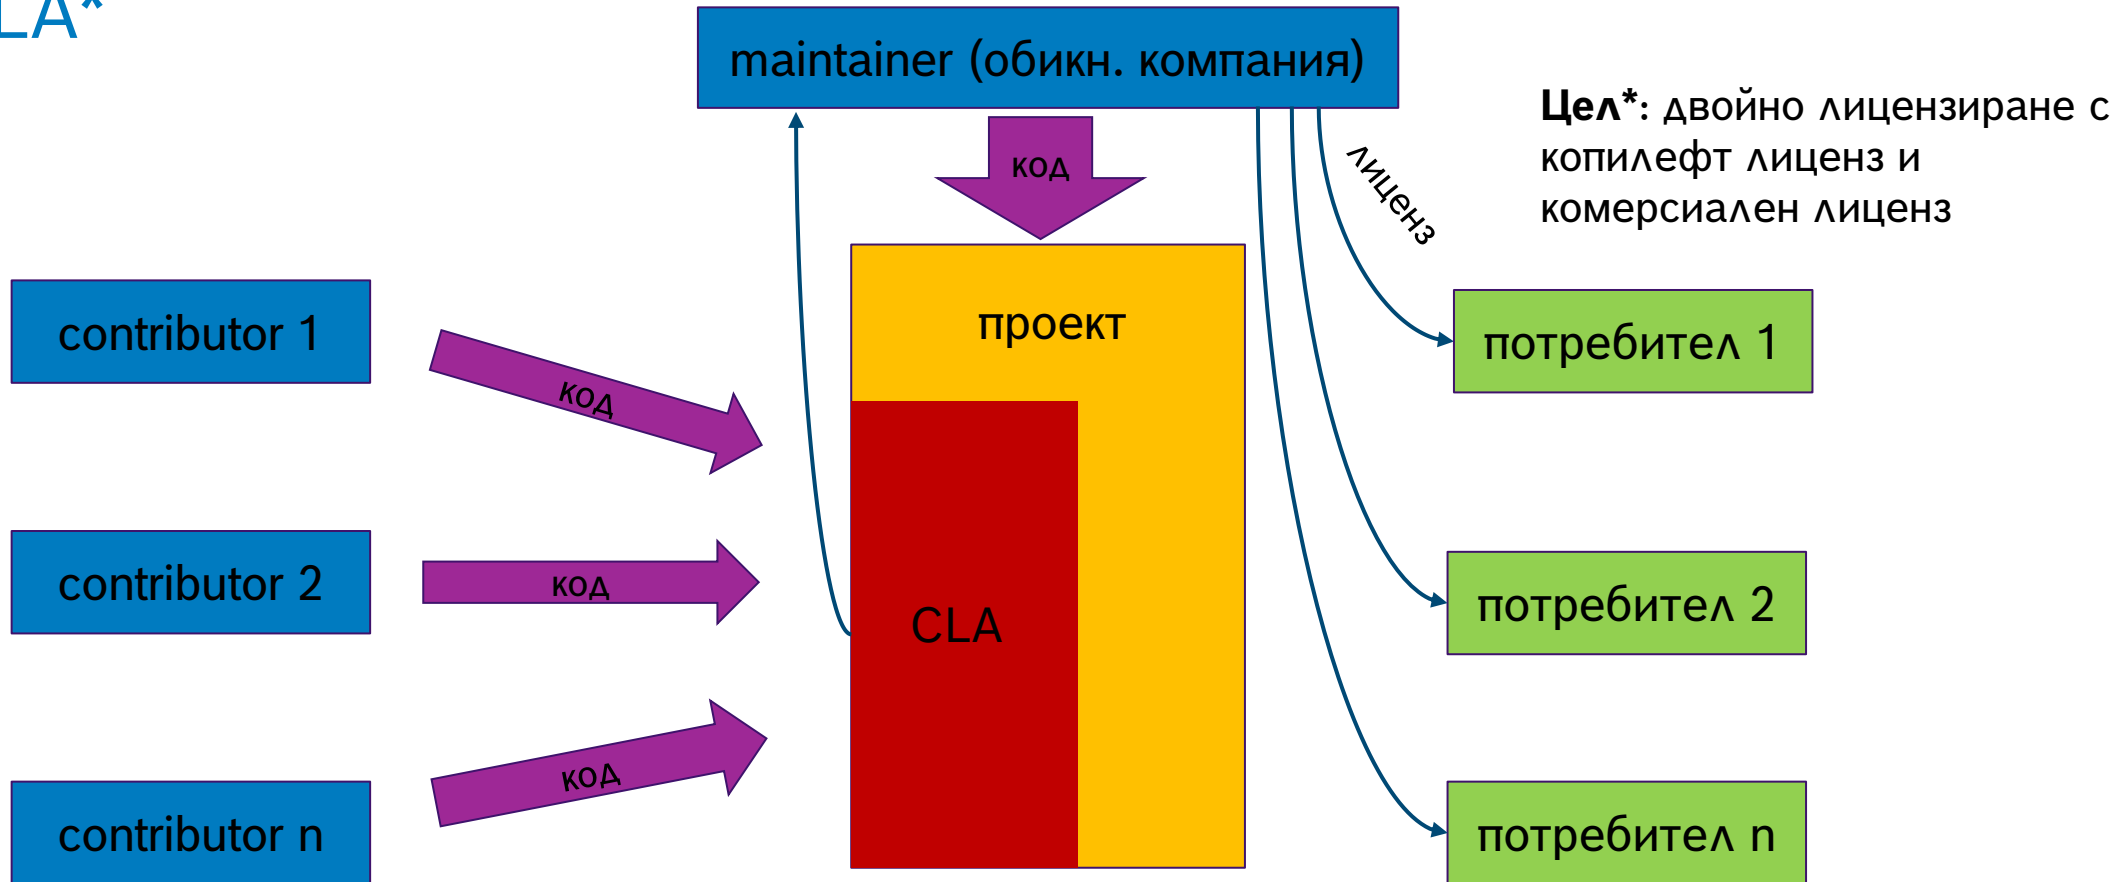 LA*
maintainer (обикн. компания)
Цел*: двойно лицензиране с
копилефт лиценз и
комерсиален лиценз
код
лиценз
contributor 1
код
проект
потребител 1
contributor 2
код
CLA
потребител 2
contributor n
код
потребител n